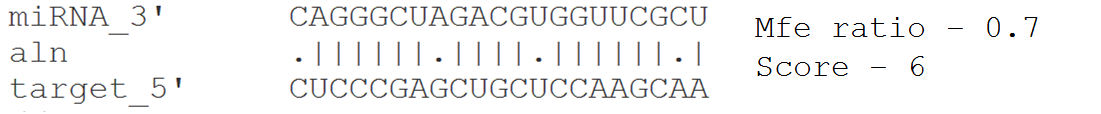 miRNA_3' CAGGGCUAGACGUGGUUCGCU
aln .||||||.||||.||||||.|
target_5' CUCCCGAGCUGCUCCAAGCAA
Mfe ratio – 0.7
Score – 6